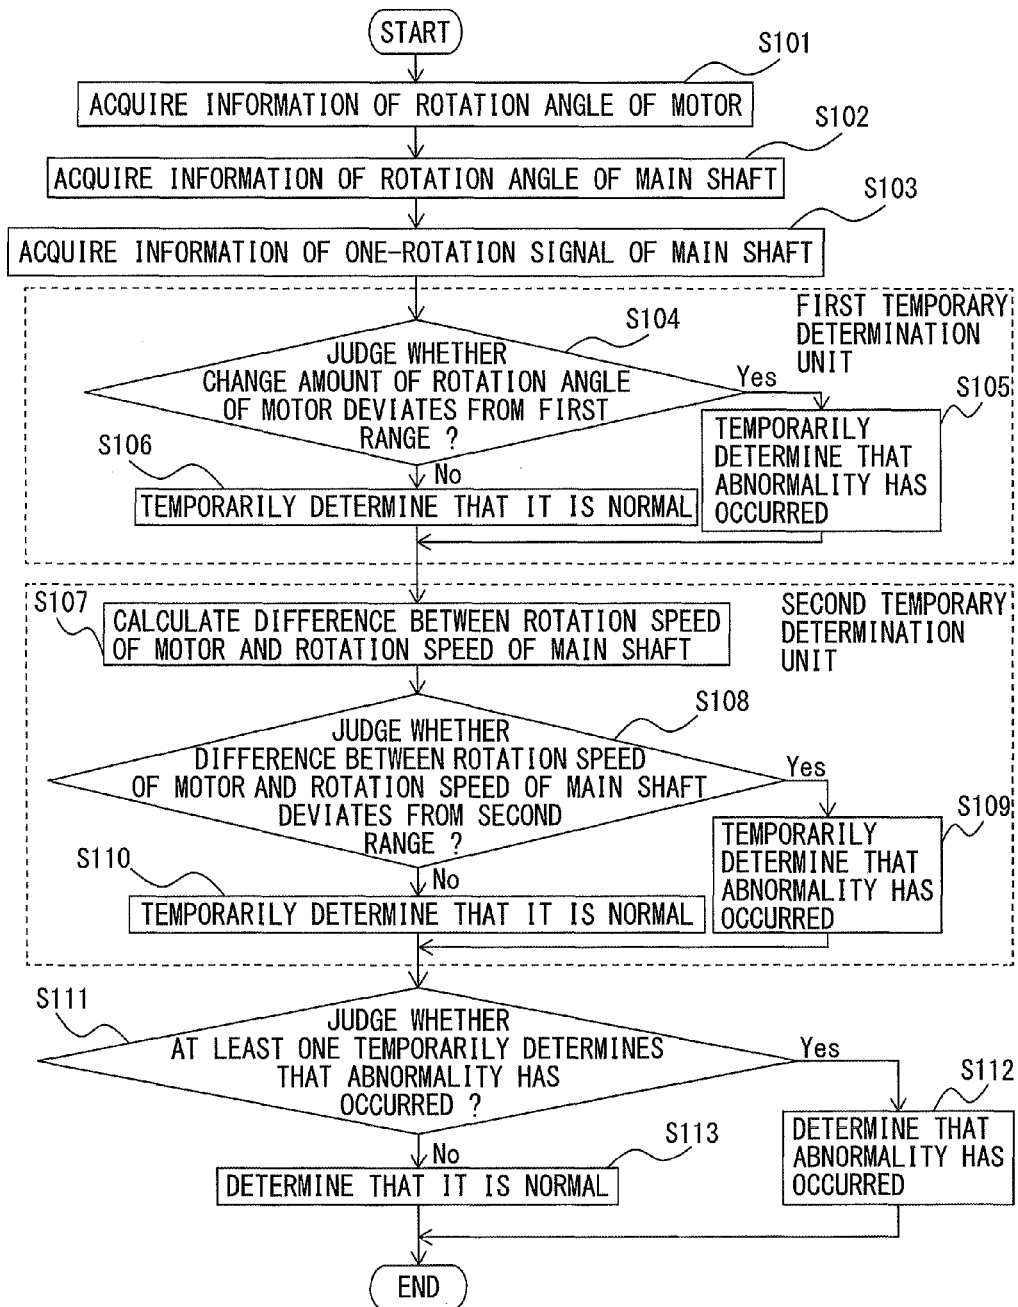 START
S101
ACQUIRE INFORMATION OF ROTATION ANGLE OF MOTOR
S102
ACQUIRE INFORMATION OF ROTATION ANGLE OF MAIN SHAFT
S103
ACQUIRE INFORMATION OF ONE-ROTATION SIGNAL OF MAIN SHAFT
FIRST TEMPORARY
DETERMINATION
UNIT
S104
JUDGE WHETHER
CHANGE AMOUNT OF ROTATION ANGLE
OF MOTOR DEVIATES FROM FIRST
RANGE ?
Yes
S105
TEMPORARILY
DETERMINE THAT
ABNORMALITY HAS
OCCURRED
S106
No
TEMPORARILY DETERMINE THAT IT IS NORMAL
SECOND TEMPORARY
DETERMINATION
UNIT
S107
CALCULATE DIFFERENCE BETWEEN ROTATION SPEED
OF MOTOR AND ROTATION SPEED OF MAIN SHAFT
S108
JUDGE WHETHER
DIFFERENCE BETWEEN ROTATION SPEED
OF MOTOR AND ROTATION SPEED OF MAIN SHAFT
DEVIATES FROM SECOND
RANGE ?
Yes
S109
TEMPORARILY
DETERMINE THAT
ABNORMALITY HAS
OCCURRED
S110
No
TEMPORARILY DETERMINE THAT IT IS NORMAL
S111
JUDGE WHETHER
AT LEAST ONE TEMPORARILY DETERMINES
THAT ABNORMALITY HAS
OCCURRED ?
Yes
S112
DETERMINE THAT
ABNORMALITY HAS
OCCURRED
No
S113
DETERMINE THAT IT IS NORMAL
END